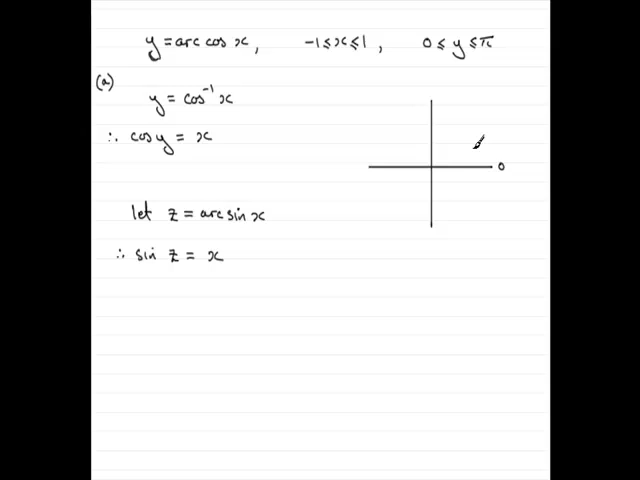 y = arc cos x, -1 ≤ x ≤ 1, 0 ≤ y ≤ π
(a)
y = cos⁻¹ x
∴ cos y = x
0
let z = arc sin x
∴ sin z = x